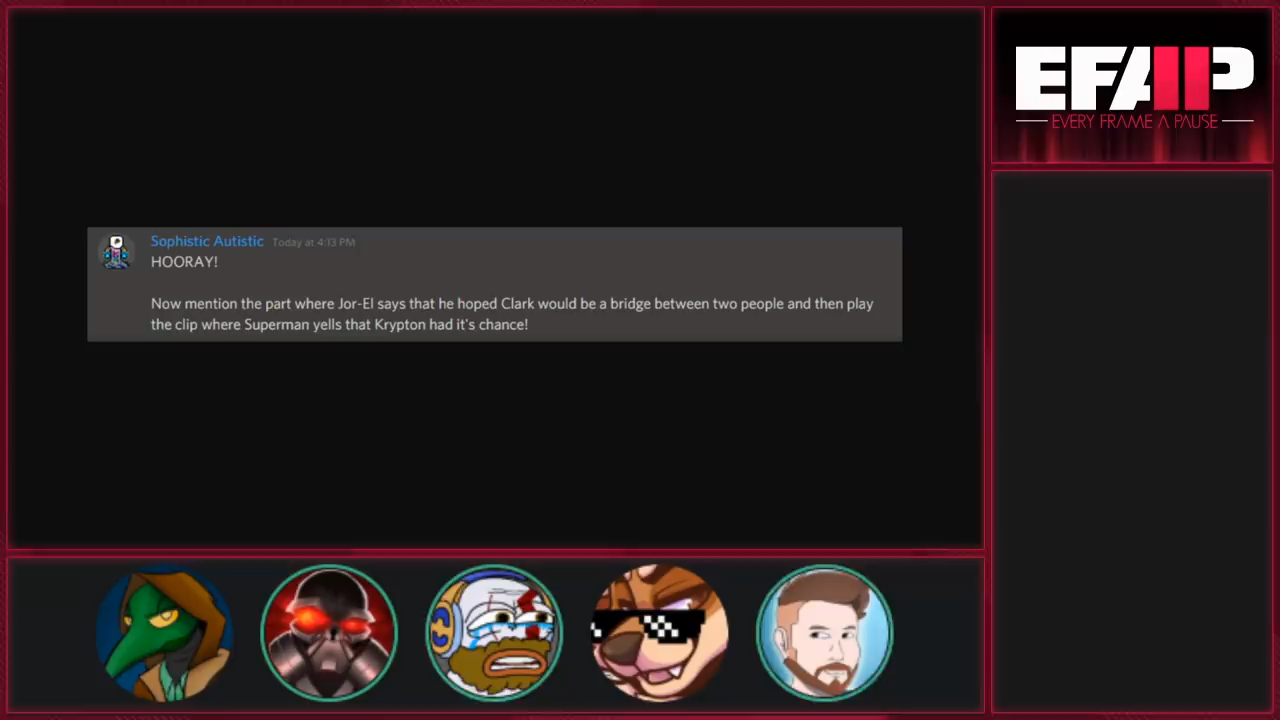 EFAP
EVERY FRAME A PAUSE
Sophistic Autistic Today at 4:13 PM
HOORAY!
Now mention the part where Jor-El says that he hoped Clark would be a bridge between two people and then play
the clip where Superman yells that Krypton had it's chance!